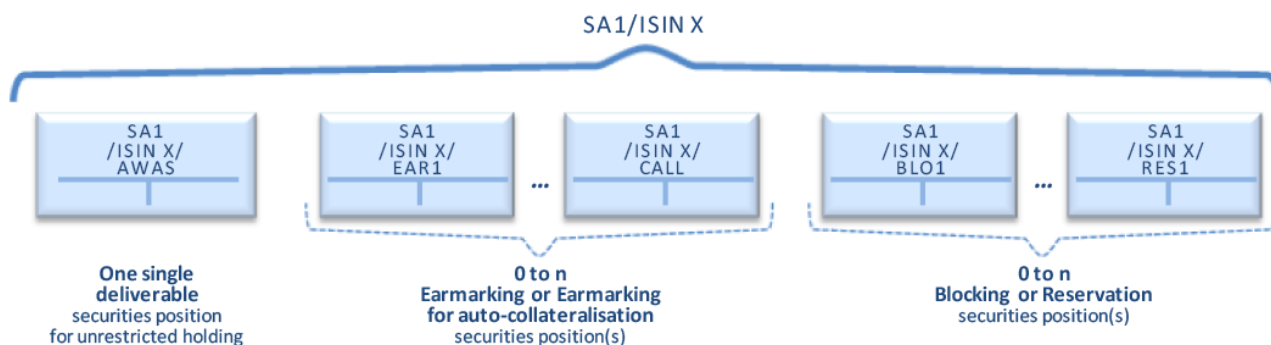 SA1/ISIN X
SA1
/ISIN X/
AWAS
SA1
/ISIN X/
EAR1
...
SA1
/ISIN X/
CALL
SA1
/ISIN X/
BLO1
...
SA1
/ISIN X/
RES1
One single
deliverable
securities position
for unrestricted holding
0 to n
Earmarking or Earmarking
for auto-collateralisation
securities position(s)
0 to n
Blocking or Reservation
securities position(s)